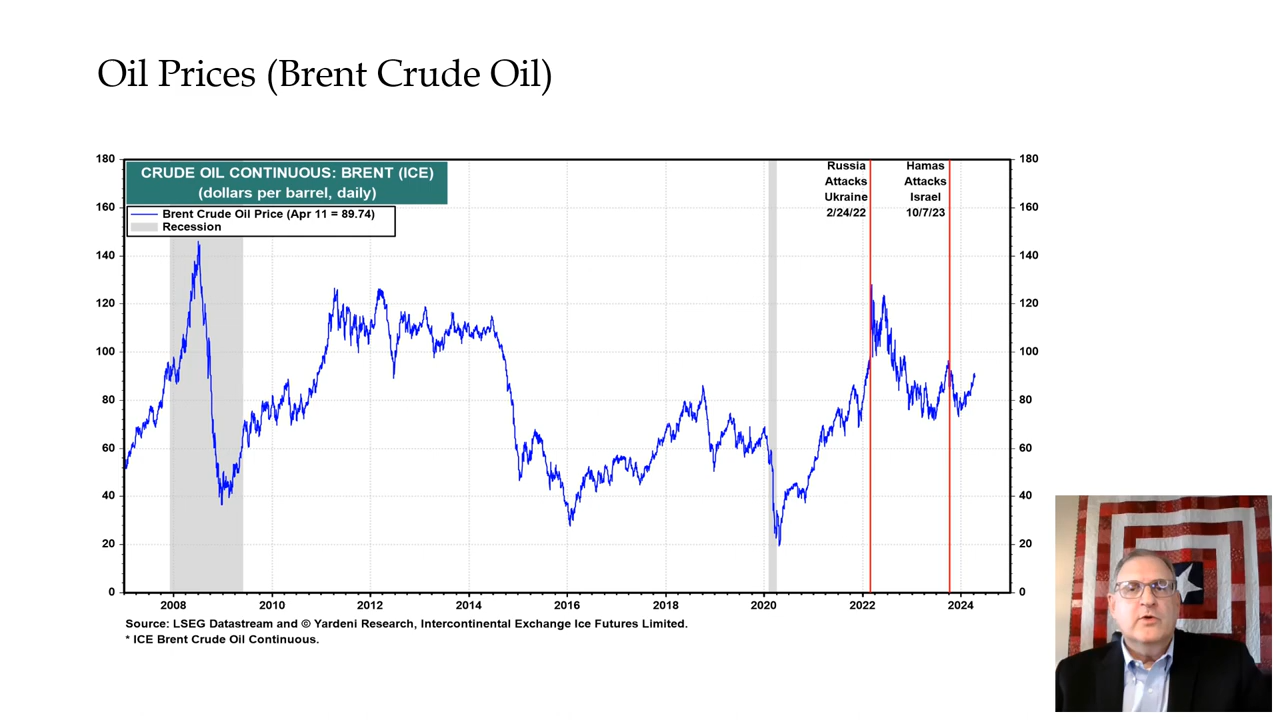 Oil Prices (Brent Crude Oil)
CRUDE OIL CONTINUOUS: BRENT (ICE)
(dollars per barrel, daily)
Brent Crude Oil Price (Apr 11 = 89.74)
Recession
Russia
Attacks
Ukraine
2/24/22
Hamas
Attacks
Israel
10/7/23
180
160
140
120
100
80
60
40
20
0
180
160
140
120
100
80
60
40
20
0
2008 2010 2012 2014 2016 2018 2020 2022 2024
Source: LSEG Datastream and © Yardeni Research, Intercontinental Exchange Ice Futures Limited.
* ICE Brent Crude Oil Continuous.